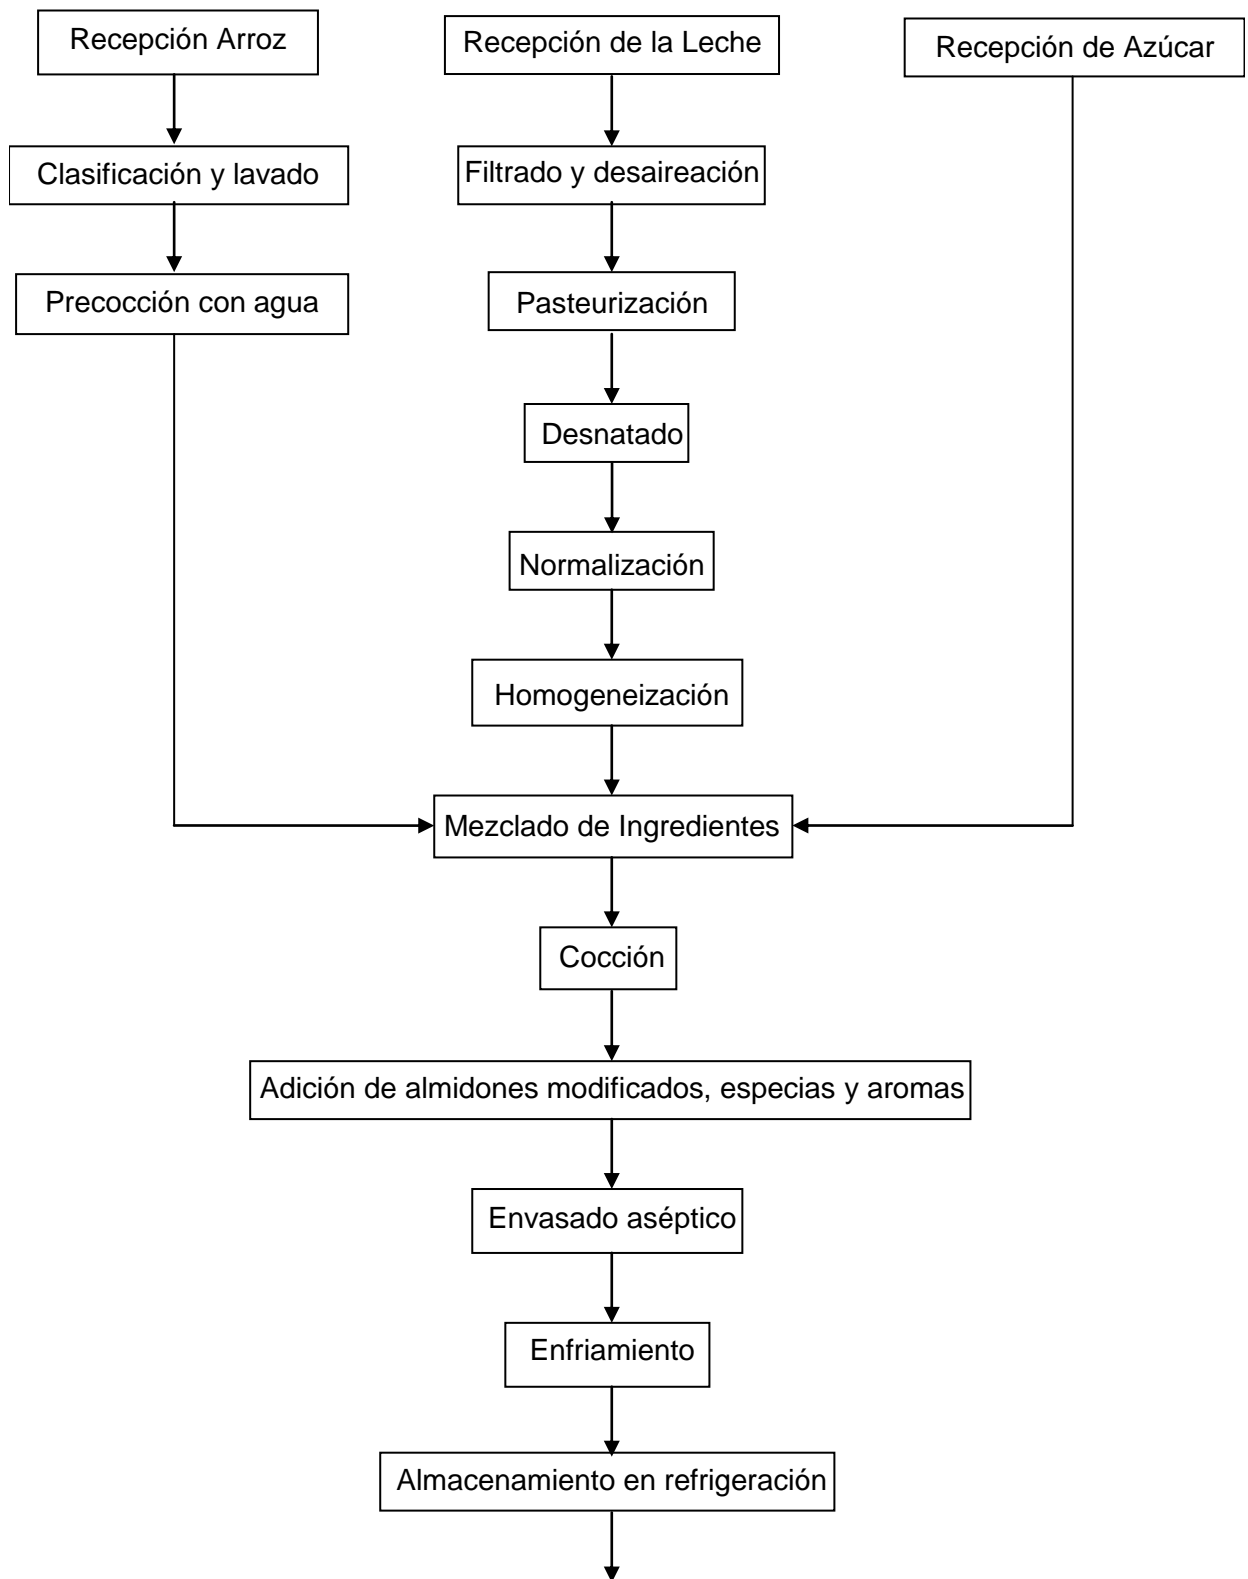 Recepción Arroz
Recepción de la Leche
Recepción de Azúcar
Clasificación y lavado
Filtrado y desaireación
Precocción con agua
Pasteurización
Desnatado
Normalización
Homogeneización
Mezclado de Ingredientes
Cocción
Adición de almidones modificados, especias y aromas
Envasado aséptico
Enfriamiento
Almacenamiento en refrigeración